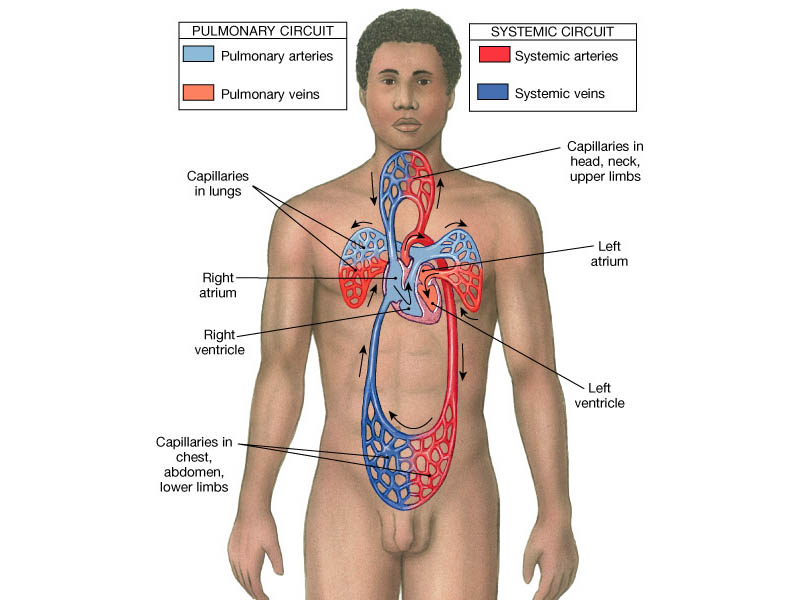 PULMONARY CIRCUIT
Pulmonary arteries
Pulmonary veins
SYSTEMIC CIRCUIT
Systemic arteries
Systemic veins
Capillaries in
head, neck,
upper limbs
Capillaries
in lungs
Left
atrium
Right
atrium
Right
ventricle
Left
ventricle
Capillaries in
chest,
abdomen,
lower limbs